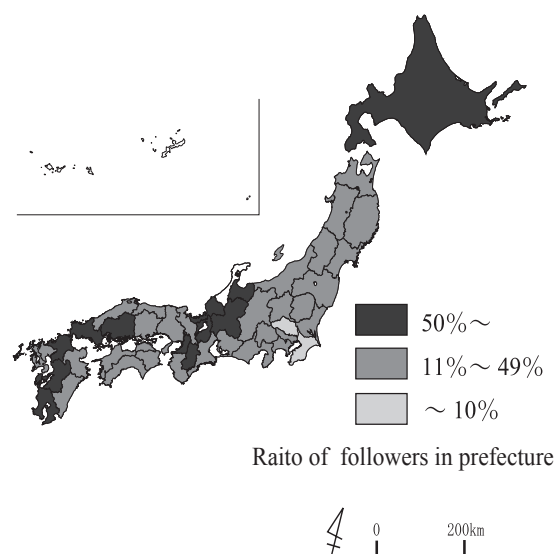 50%～
11%～ 49%
～ 10%
Raito of followers in prefecture
0 200km